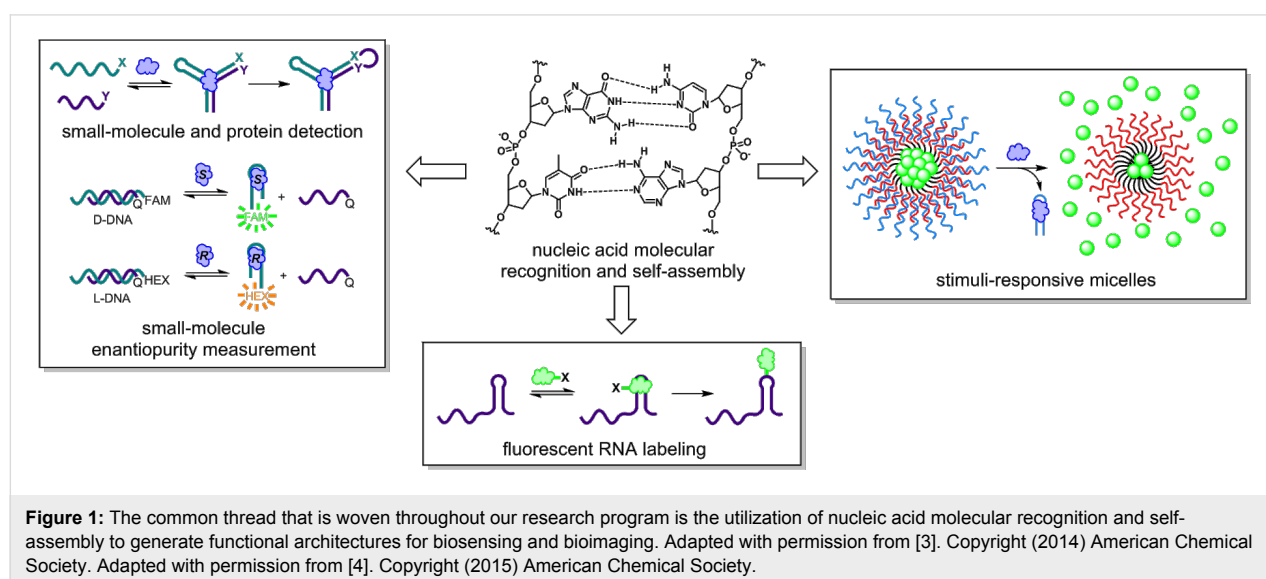 X
Y
X
Y
X
Y
small-molecule and protein detection
S
QFAM
D-DNA
S
FAM
+
Q
R
QHEX
L-DNA
R
HEX
+
Q
small-molecule
enantiopurity measurement
O
H
N
H
N
N
NH
N
N
N
N
H
H
O
O
O
O
O
O
O
-O
P
O
O
O
P
O
O-
O
O
H
N
H
N
NH
N
N
N
N
O
O
O
O
O
nucleic acid molecular
recognition and self-assembly
stimuli-responsive micelles
X
X
fluorescent RNA labeling
Figure 1: The common thread that is woven throughout our research program is the utilization of nucleic acid molecular recognition and self-
assembly to generate functional architectures for biosensing and bioimaging. Adapted with permission from [3]. Copyright (2014) American Chemical
Society. Adapted with permission from [4]. Copyright (2015) American Chemical Society.